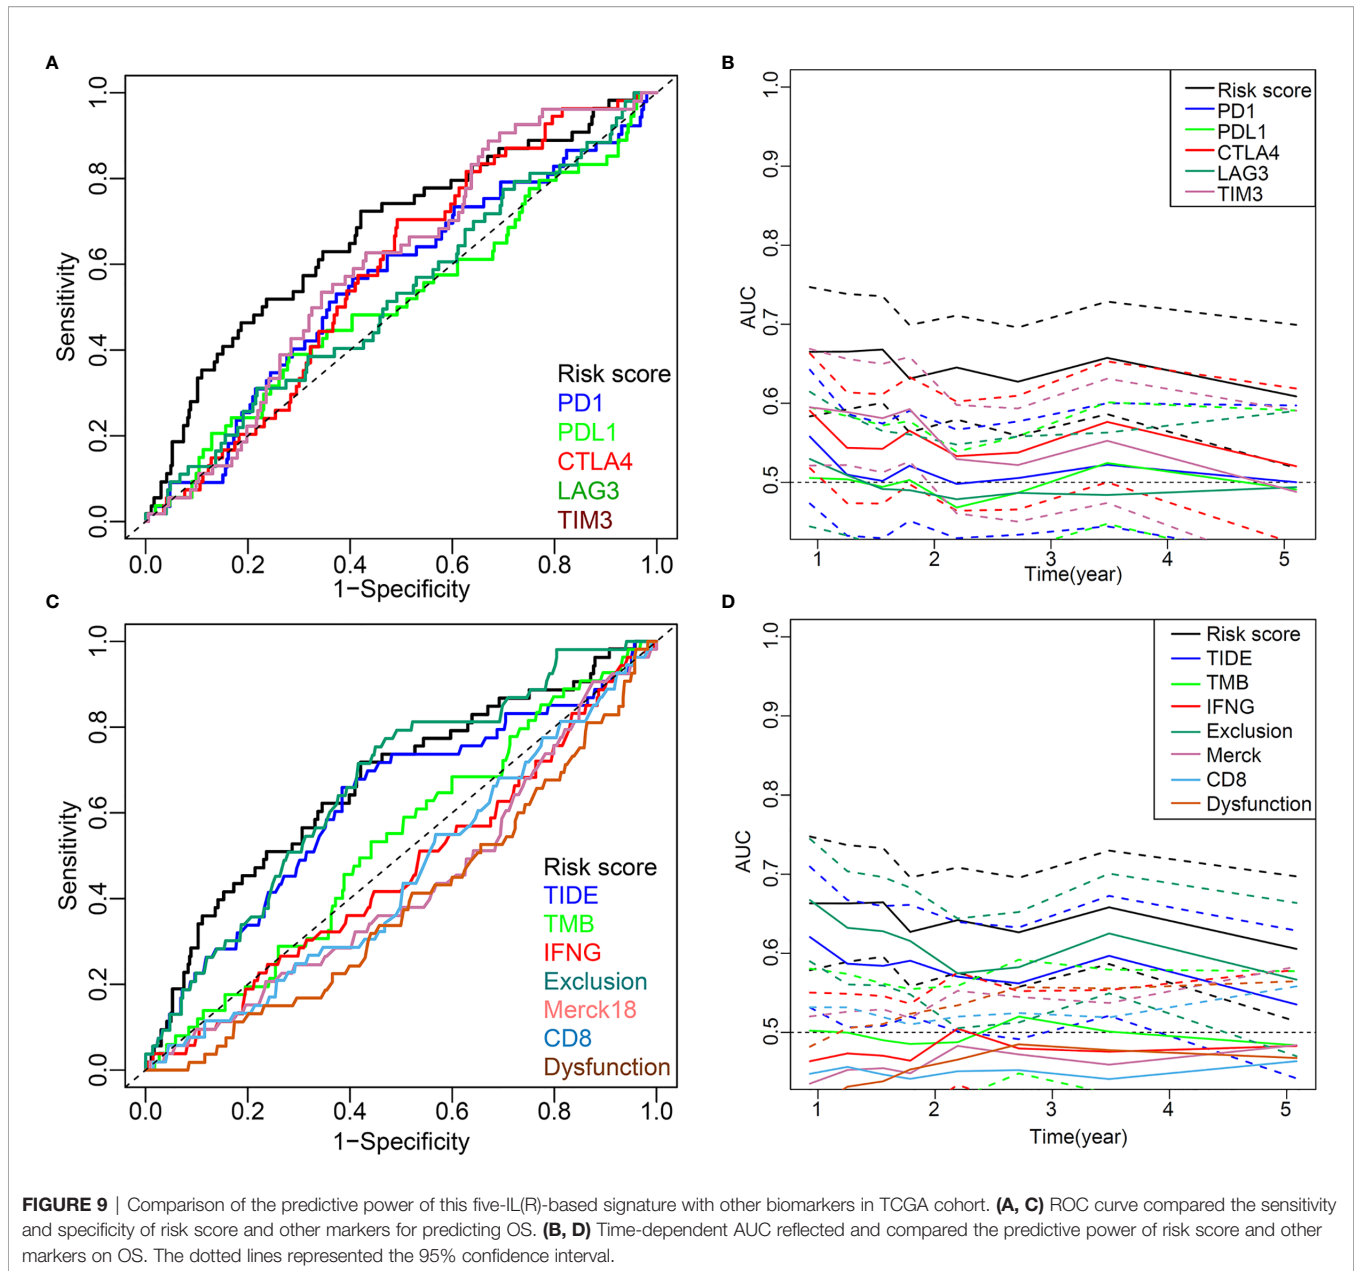 A
1.0
0.8
0.6
0.4
0.2
0.0
Sensitivity
Risk score
PD1
PDL1
CTLA4
LAG3
TIM3
0.0 0.2 0.4 0.6 0.8 1.0
1−Specificity
B
1.0
0.9
0.8
0.7
0.6
0.5
AUC
Risk score
PD1
PDL1
CTLA4
LAG3
TIM3
1 2 3 4 5
Time(year)
C
1.0
0.8
0.6
0.4
0.2
0.0
Sensitivity
Risk score
TIDE
TMB
IFNG
Exclusion
Merck18
CD8
Dysfunction
0.0 0.2 0.4 0.6 0.8 1.0
1−Specificity
D
1.0
0.9
0.8
0.7
0.6
0.5
AUC
Risk score
TIDE
TMB
IFNG
Exclusion
Merck
CD8
Dysfunction
1 2 3 4 5
Time(year)
FIGURE 9 | Comparison of the predictive power of this five-IL(R)-based signature with other biomarkers in TCGA cohort. (A, C) ROC curve compared the sensitivity
and specificity of risk score and other markers for predicting OS. (B, D) Time-dependent AUC reflected and compared the predictive power of risk score and other
markers on OS. The dotted lines represented the 95% confidence interval.